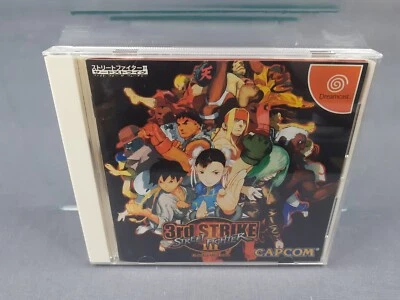 ストリートファイターIII
サードストライク
Dreamcast
3rd STRIKE
STREET FIGHTER
III
CAPCOM